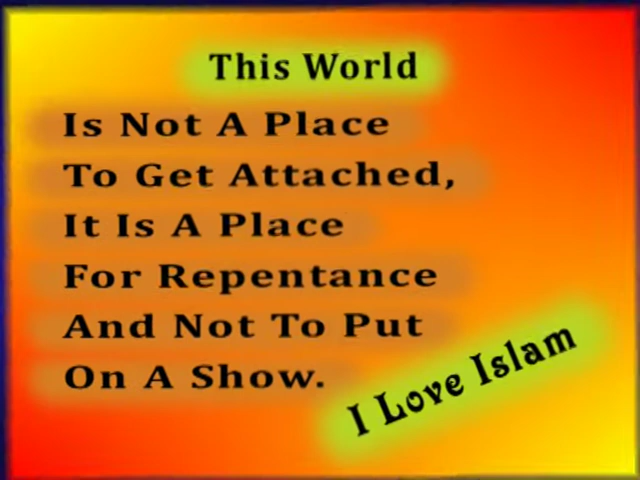 This World
Is Not A Place
To Get Attached,
It Is A Place
For Repentance
And Not To Put
On A Show.
I Love Islam